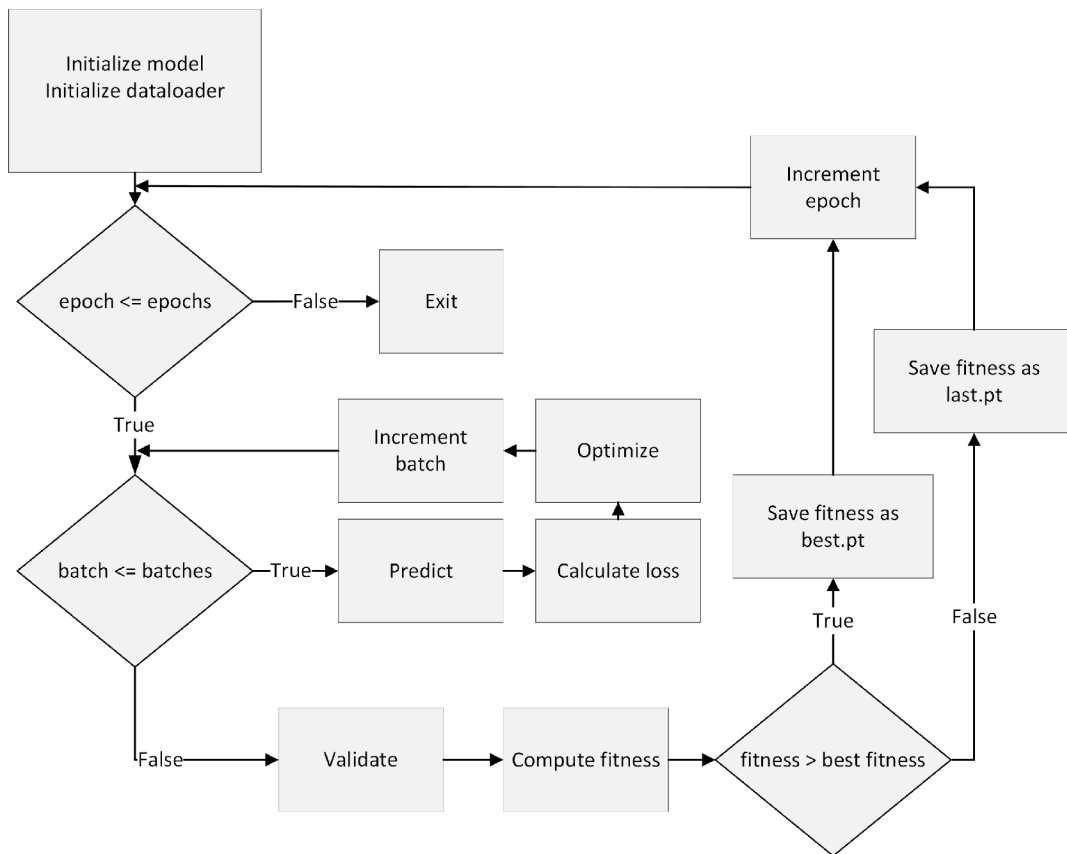 Initialize model
Initialize dataloader
Increment
epoch
epoch <= epochs
False
Exit
Save fitness as
last.pt
True
Increment
batch
Optimize
Save fitness as
best.pt
batch <= batches
True
Predict
Calculate loss
True
False
False
Validate
Compute fitness
fitness > best fitness